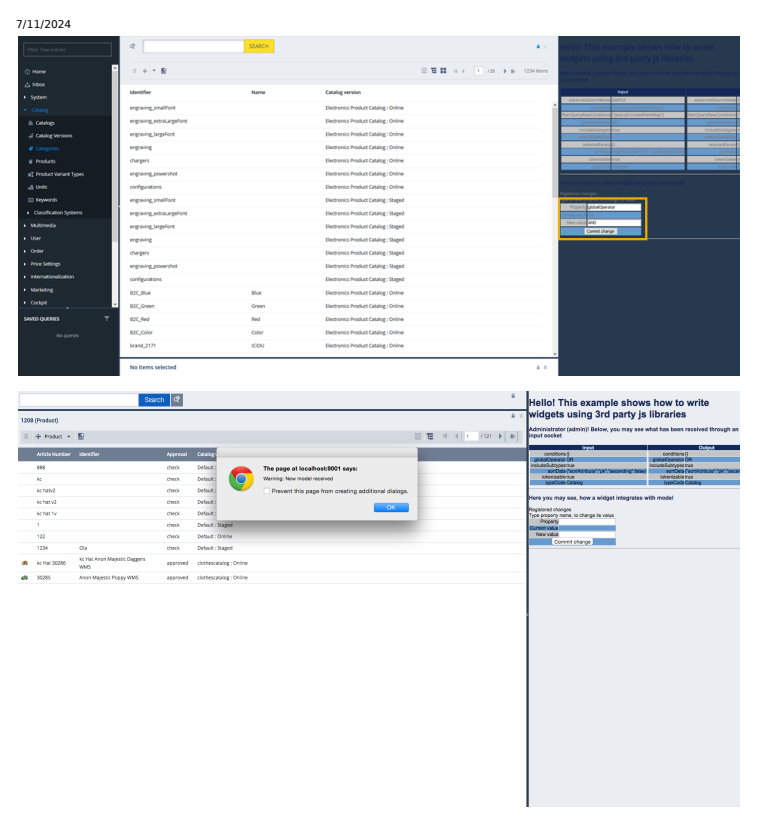 7/11/2024
Filter Tree entries
SEARCH
Home
Inbox
System
Catalog
Catalogs
Catalog Versions
Categories
Products
Product Variant Types
Units
Keywords
Classification Systems
Multimedia
User
Order
Price Settings
Internationalization
Marketing
Cockpit
SAVED QUERIES
No queries
1 /25 1234 items
Identifier Name Catalog version
engraving_smallFont Electronics Product Catalog : Online
engraving_extraLargeFont Electronics Product Catalog : Online
engraving_largeFont Electronics Product Catalog : Online
engraving Electronics Product Catalog : Online
chargers Electronics Product Catalog : Online
engraving_powershot Electronics Product Catalog : Online
configurations Electronics Product Catalog : Online
engraving_smallFont Electronics Product Catalog : Staged
engraving_extraLargeFont Electronics Product Catalog : Staged
engraving_largeFont Electronics Product Catalog : Staged
engraving Electronics Product Catalog : Staged
chargers Electronics Product Catalog : Staged
engraving_powershot Electronics Product Catalog : Staged
configurations Electronics Product Catalog : Staged
B2C_Blue Blue Electronics Product Catalog : Online
B2C_Green Green Electronics Product Catalog : Online
B2C_Red Red Electronics Product Catalog : Online
B2C_Color Color Electronics Product Catalog : Online
brand_2171 ICIDU Electronics Product Catalog : Online
No items selected
Hello! This example shows how to write
widgets using 3rd party js libraries
Input
Registered changes
Property globalOperator
New value AND
Commit change
Search
1208 (Product)
Product 1 / 121
Article Number Identifier Approval
888 check Default :
kc check Default :
kc hatv2 check Default :
kc hat v2 check Default :
kc hat 1v check Default :
1 check Default : Staged
122 check Default : Online
1234 Ola check Default : Staged
kc Hat 30286 kc Hat Anon Majestic Daggers WMS approved clothescatalog : Online
30285 Anon Majestic Poppy WMS approved clothescatalog : Online
The page at localhost:9001 says:
Warning: New model received
Prevent this page from creating additional dialogs.
OK
Hello! This example shows how to write
widgets using 3rd party js libraries
Administrator (admin)! Below, you may see what has been received through an
input socket
Input Output
conditions {} conditions {}
globalOperator OR globalOperator OR
includeSubtypes true includeSubtypes true
tokenizable true tokenizable true
typeCode Catalog typeCode Catalog
Here you may see, how a widget integrates with model
Registered changes
Type property name, to change its value
Property
Current value
New value
Commit change